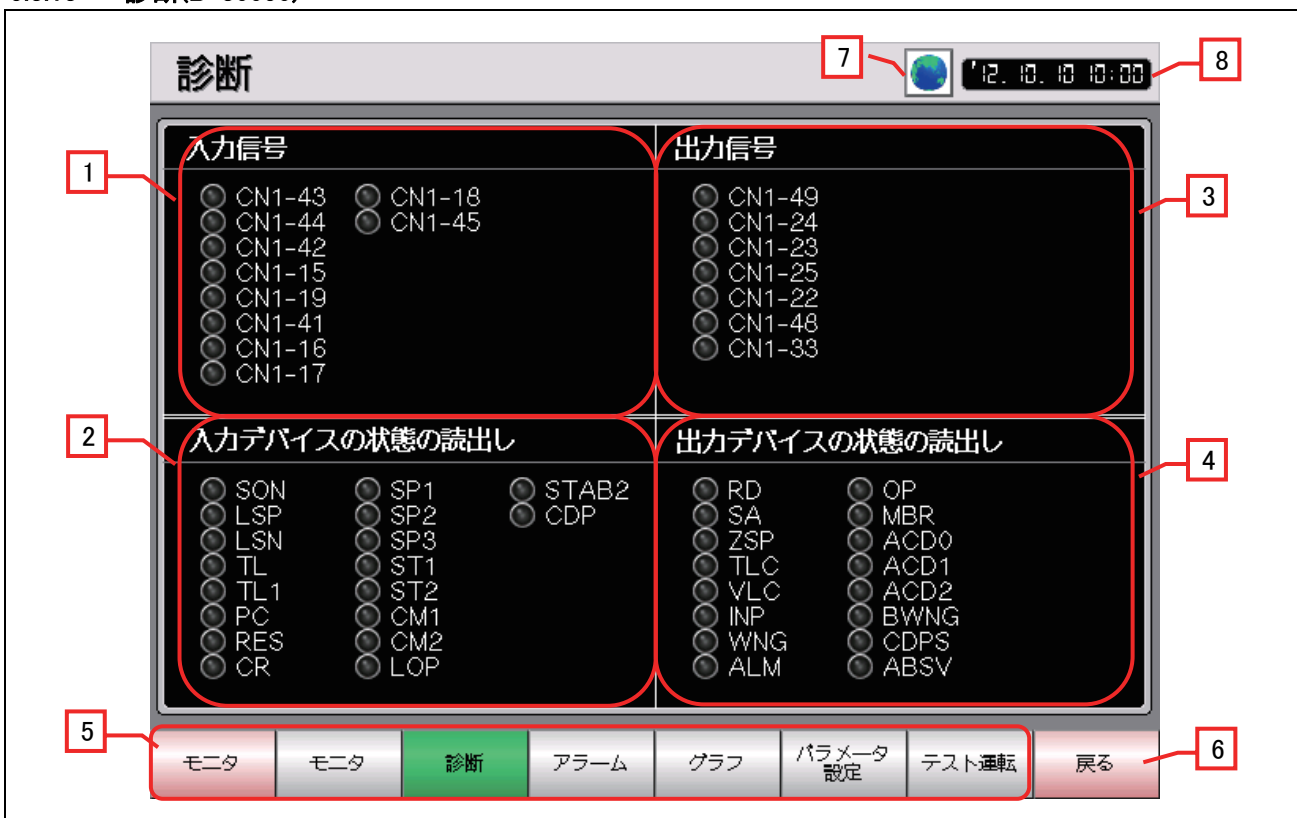 診断
7
'12. 10. 10 10:00
8
1
入力信号
CN1-43 CN1-18
CN1-44 CN1-45
CN1-42
CN1-15
CN1-19
CN1-41
CN1-16
CN1-17
出力信号
CN1-49
CN1-24
CN1-23
CN1-25
CN1-22
CN1-48
CN1-33
3
2
入力デバイスの状態の読出し
SON SP1 STAB2
LSP SP2 CDP
LSN SP3
TL ST1
TL1 ST2
PC CM1
RES CM2
CR LOP
出力デバイスの状態の読出し
RD OP
SA MBR
ZSP ACD0
TLC ACD1
VLC ACD2
INP BWNG
WNG CDPS
ALM ABSV
4
5
モニタ
モニタ
診断
アラーム
グラフ
パラメータ
設定
テスト運転
戻る
6